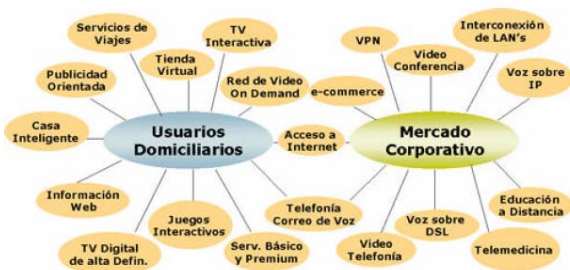 Servicios de
Viajes
TV
Interactiva
Tienda
Virtual
Publicidad
Orientada
Red de Video
On Demand
Casa
Inteligente
Usuarios
Domiciliarios
Información
Web
TV Digital
de alta Defin.
Juegos
Interactivos
Serv. Básico
y Premium
Telefonía
Correo de Voz
Acceso a
Internet
e-commerce
VPN
Video
Conferencia
Interconexión
de LAN's
Voz sobre
IP
Mercado
Corporativo
Educación
a Distancia
Telemedicina
Voz sobre
DSL
Video
Telefonía